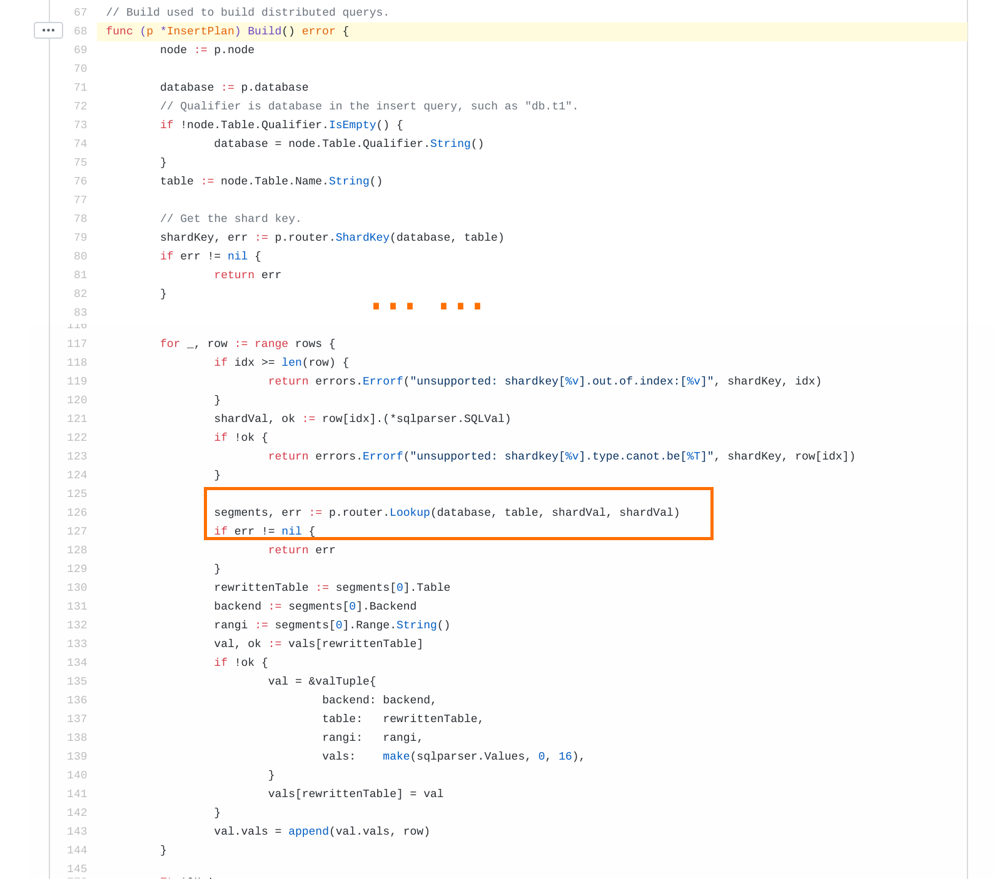 67 // Build used to build distributed querys.
••• 68 func (p *InsertPlan) Build() error {
69 node := p.node
70
71 database := p.database
72 // Qualifier is database in the insert query, such as "db.t1".
73 if !node.Table.Qualifier.IsEmpty() {
74 database = node.Table.Qualifier.String()
75 }
76 table := node.Table.Name.String()
77
78 // Get the shard key.
79 shardKey, err := p.router.ShardKey(database, table)
80 if err != nil {
81 return err
82 }
... ...
83
116
117 for _, row := range rows {
118 if idx >= len(row) {
119 return errors.Errorf("unsupported: shardkey[%v].out.of.index:[%v]", shardKey, idx)
120 }
121 shardVal, ok := row[idx].(*sqlparser.SQLVal)
122 if !ok {
123 return errors.Errorf("unsupported: shardkey[%v].type.canot.be[%T]", shardKey, row[idx])
124 }
125
126 segments, err := p.router.Lookup(database, table, shardVal, shardVal)
127 if err != nil {
128 return err
129 }
130 rewrittenTable := segments[0].Table
131 backend := segments[0].Backend
132 rangi := segments[0].Range.String()
133 val, ok := vals[rewrittenTable]
134 if !ok {
135 val = &valTuple{
136 backend: backend,
137 table: rewrittenTable,
138 rangi: rangi,
139 vals: make(sqlparser.Values, 0, 16),
140 }
141 vals[rewrittenTable] = val
142 }
143 val.vals = append(val.vals, row)
144 }
145